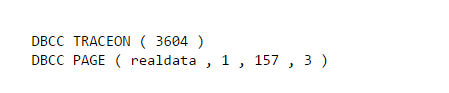 DBCC TRACEON ( 3604 )
DBCC PAGE ( realdata , 1 , 157 , 3 )